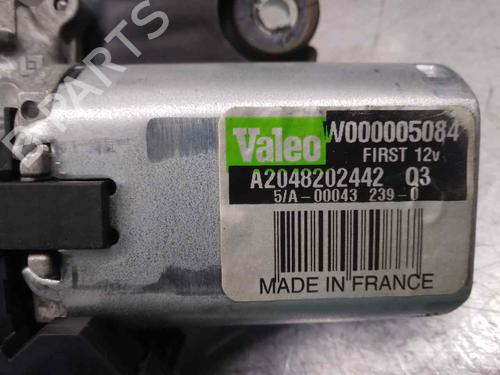 B-PARTS
Valeo W000005084
FIRST 12v
A2048202442 Q3
5/A-00043 239-0
MADE IN FRANCE